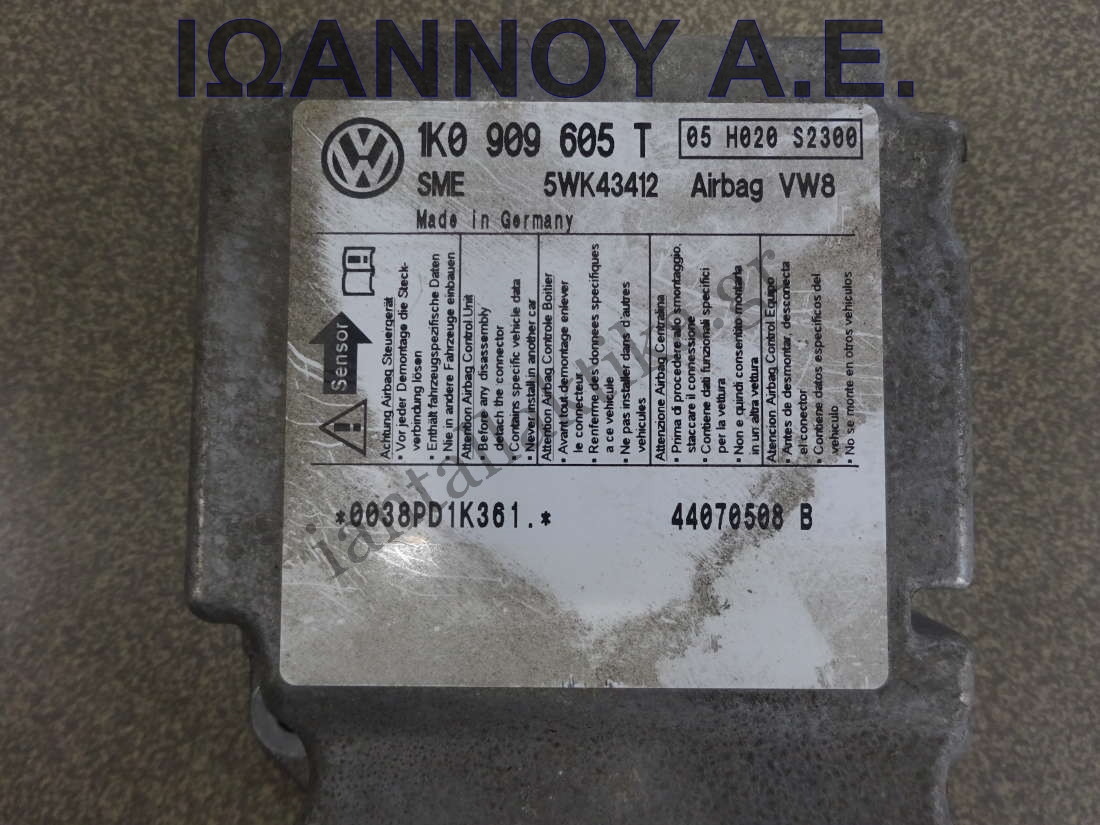 ΙΩΑΝΝΟΥ Α.Ε.
1K0 909 605 T
05 H020 S2300
SME 5WK43412 Airbag VW8
Made in Germany
Sensor
Achtung Airbag Steuergerät
• Vor jeder Demontage die Steck-
verbindung lösen
• Enthält fahrzeugspezifische Daten
• Nie in andere Fahrzeuge einbauen
Attention Airbag Control Unit
• Before any disassembly
detach the connector
• Contains specific vehicle data
• Never install in another car
Attention Airbag Controle Boitier
• Avant tout demontage enlever
le connecteur
• Renferme des donnees specifiques
a ce vehicule
• Ne pas installer dans d'autres
vehicules
Attenzione Airbag Centralina
• Prima di procedere allo smontaggio,
staccare il connessione
• Contiene dati funzionali specifici
per la vettura
• Non e quindi consentito montarla
in un altra vettura
Atencion Airbag Control Equipo
• Antes de desmontar, desconecta
el conector
• Contiene datos especificos del
vehiculo
• No se monte en otros vehiculos
*0038PD1K361.*
44070508 B
iantallaktika.gr